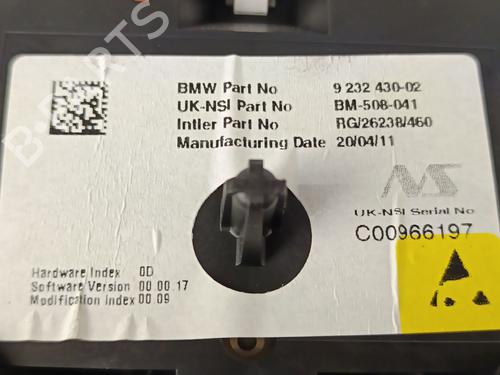 BMW Part No 9 232 430-02
UK-NSI Part No BM-508-041
Intler Part No RG/26238/460
Manufacturing Date 20/04/11
NS
UK-NSI Serial No
C00966197
Hardware Index 0D
Software Version 00.00.17
Modification Index 00.09